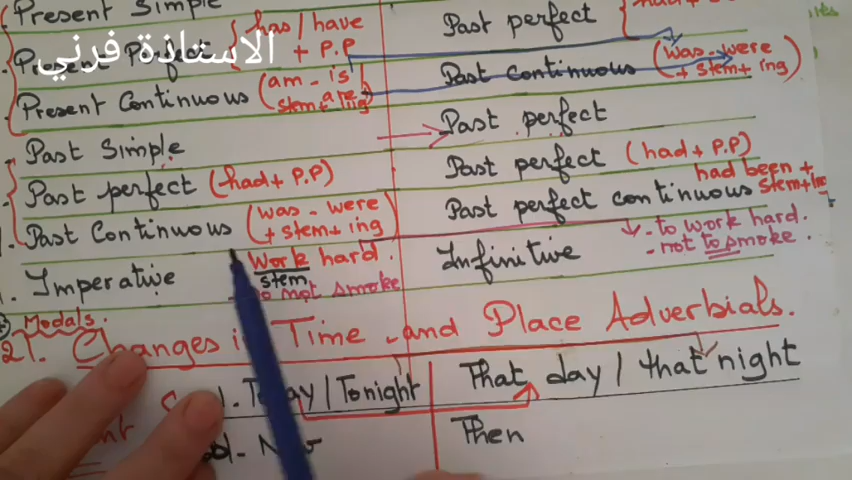 Present Simple
Past perfect
has / have
+ P.P
Present Perfect
الاستاذة فرني
Present Continuous (am - is are
stem + ing)
Past Continuous (was - were
+ stem + ing)
Past Simple
Past perfect
Past perfect (had + P.P)
Past perfect (had + P.P)
Past Continuous (was - were
+ stem + ing)
Past perfect continuous had been +
stem + ing
Imperative
Work hard.
stem
not smoke
Infinitive
- to work hard.
- not to smoke.
Modals.
2). Changes in Time and Place Adverbials.
Today / Tonight
That day / that night
Now
Then